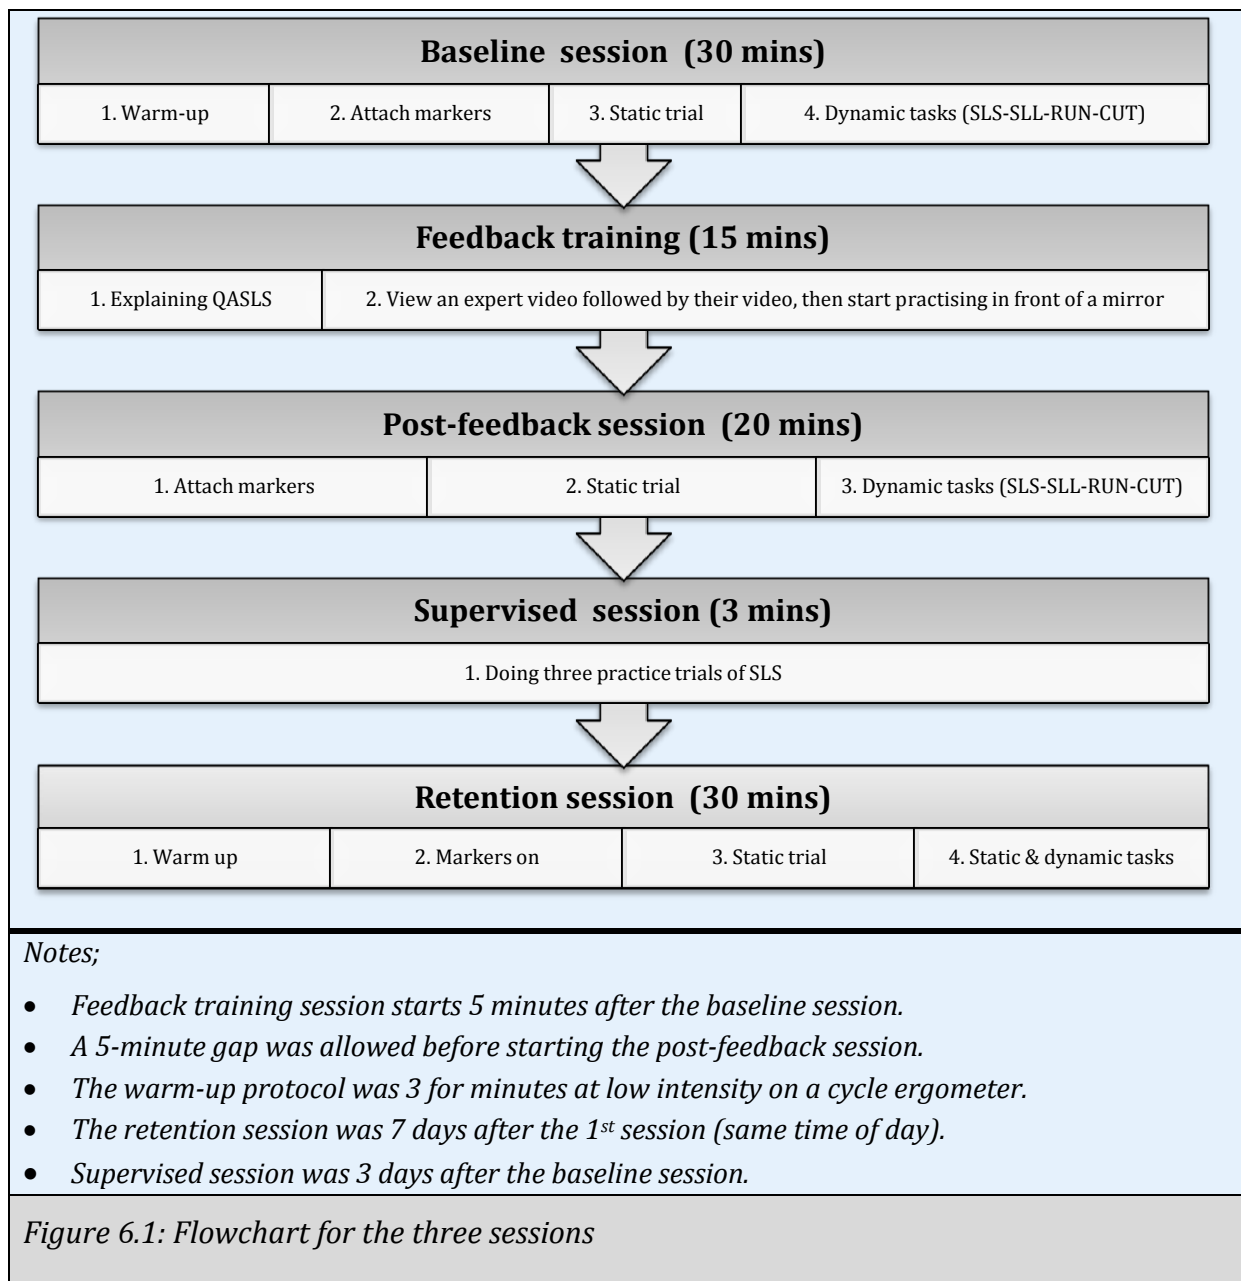 Baseline session (30 mins)
1. Warm-up
2. Attach markers
3. Static trial
4. Dynamic tasks (SLS-SLL-RUN-CUT)
Feedback training (15 mins)
1. Explaining QASLS
2. View an expert video followed by their video, then start practising in front of a mirror
Post-feedback session (20 mins)
1. Attach markers
2. Static trial
3. Dynamic tasks (SLS-SLL-RUN-CUT)
Supervised session (3 mins)
1. Doing three practice trials of SLS
Retention session (30 mins)
1. Warm up
2. Markers on
3. Static trial
4. Static & dynamic tasks
Notes;
• Feedback training session starts 5 minutes after the baseline session.
• A 5-minute gap was allowed before starting the post-feedback session.
• The warm-up protocol was 3 for minutes at low intensity on a cycle ergometer.
• The retention session was 7 days after the 1st session (same time of day).
• Supervised session was 3 days after the baseline session.
Figure 6.1: Flowchart for the three sessions